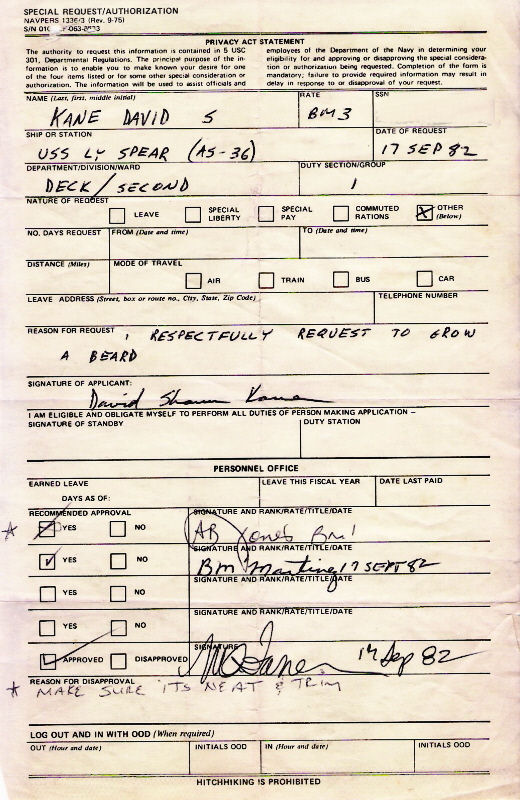 SPECIAL REQUEST/AUTHORIZATION
NAVPERS 1336/3 (Rev. 9-75)
S/N 010 -063-
PRIVACY ACT STATEMENT
The authority to request this information is contained in 5 USC
301, Departmental Regulations. The principal purpose of the in-
formation is to enable you to make known your desire for one
of the four items listed or for some other special consideration or
authorization. The information will be used to assist officials and
employees of the Department of the Navy in determining your
eligibility for and approving or disapproving the special considera-
tion or authorization being requested. Completion of the form is
mandatory; failure to provide required information may result in
delay in response to or disapproval of your request.
NAME (Last, first, middle initial) RATE SSN
KANE DAVID S BM3
SHIP OR STATION DATE OF REQUEST
USS LY SPEAR (AS-36) 17 SEP 82
DEPARTMENT/DIVISION/WARD DUTY SECTION/GROUP
DECK/SECOND 1
NATURE OF REQUEST
LEAVE SPECIAL LIBERTY SPECIAL PAY COMMUTED RATIONS OTHER (Below)
NO. DAYS REQUEST FROM (Date and time) TO (Date and time)
DISTANCE (Miles) MODE OF TRAVEL
AIR TRAIN BUS CAR
LEAVE ADDRESS (Street, box or route no., City, State, Zip Code) TELEPHONE NUMBER
REASON FOR REQUEST I RESPECTFULLY REQUEST TO GROW
A BEARD
SIGNATURE OF APPLICANT:
David Shawn Kane
I AM ELIGIBLE AND OBLIGATE MYSELF TO PERFORM ALL DUTIES OF PERSON MAKING APPLICATION –
SIGNATURE OF STANDBY DUTY STATION
PERSONNEL OFFICE
EARNED LEAVE LEAVE THIS FISCAL YEAR DATE LAST PAID
DAYS AS OF:
RECOMMENDED APPROVAL SIGNATURE AND RANK/RATE/TITLE/DATE
YES NO AB Jones BM1
SIGNATURE AND RANK/RATE/TITLE/DATE
YES NO BM 17 SEPT 82
SIGNATURE AND RANK/RATE/TITLE/DATE
YES NO
SIGNATURE AND RANK/RATE/TITLE/DATE
YES NO
SIGNATURE
APPROVED DISAPPROVED Sep 82
REASON FOR DISAPPROVAL
MAKE SURE ITS NEAT & TRIM
LOG OUT AND IN WITH OOD (When required)
OUT (Hour and date) INITIALS OOD IN (Hour and date) INITIALS OOD
HITCHHIKING IS PROHIBITED